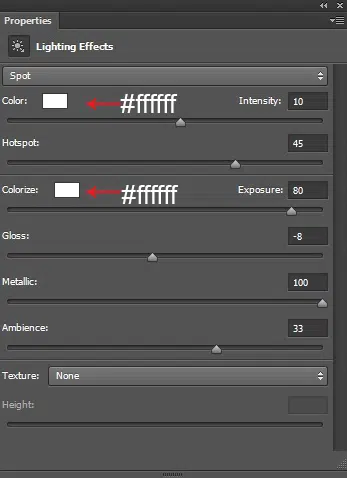 Properties
Lighting Effects
Spot
Color: #ffffff Intensity: 10
Hotspot: 45
Colorize: #ffffff Exposure: 80
Gloss: -8
Metallic: 100
Ambience: 33
Texture: None
Height: